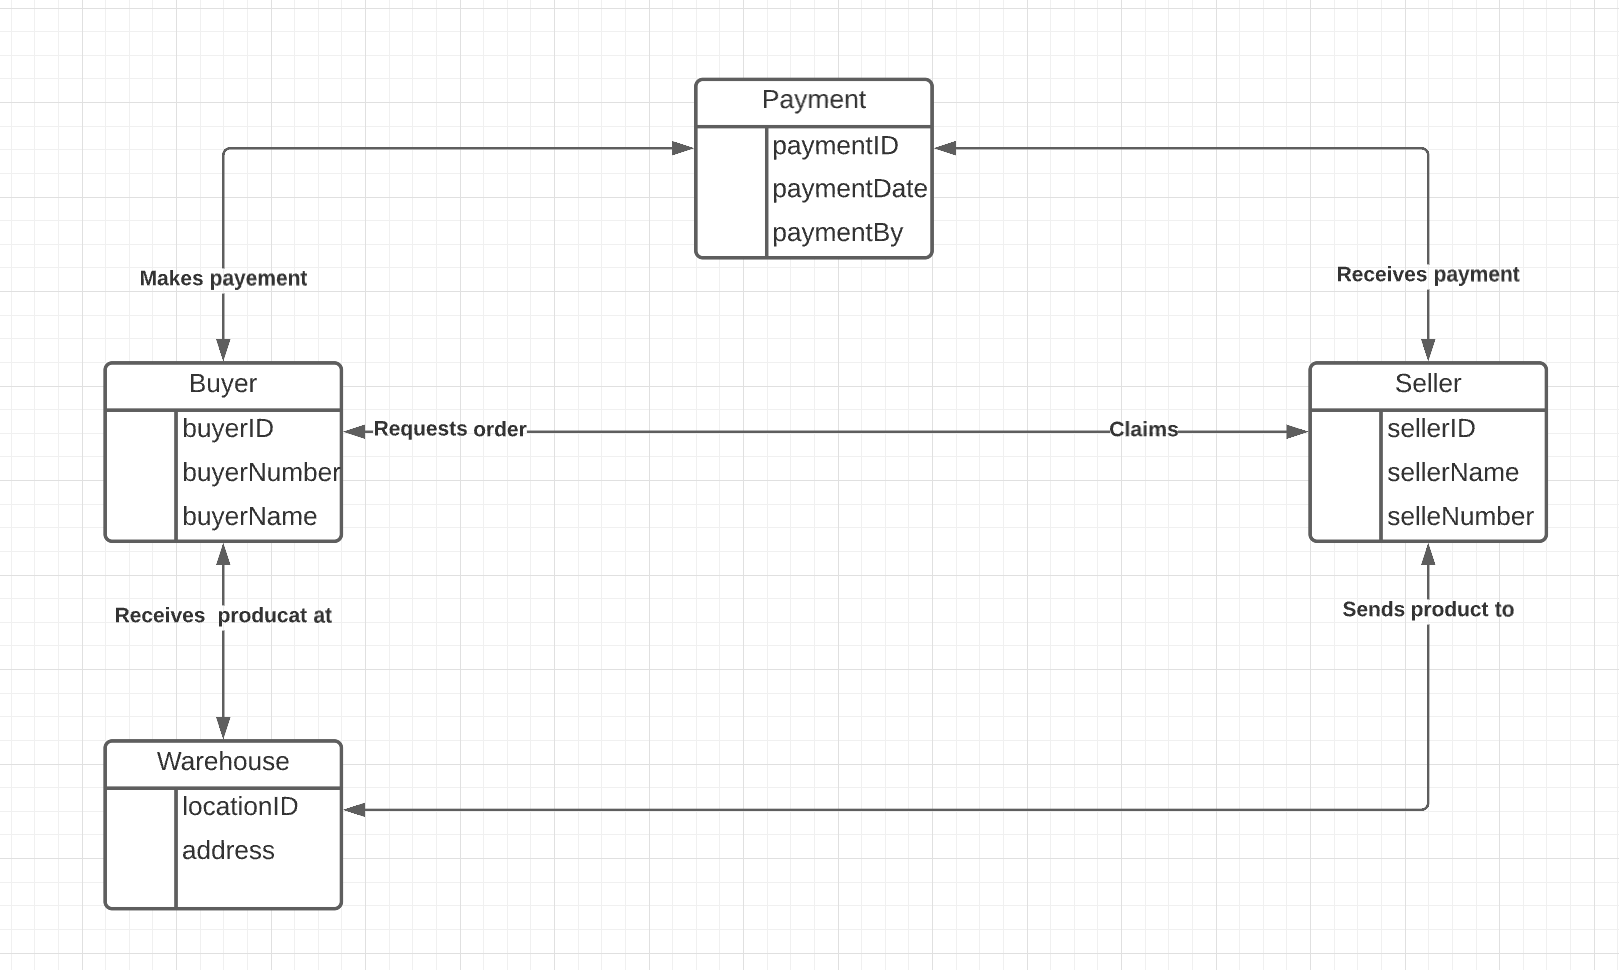 Payment
paymentID
paymentDate
paymentBy
Makes payement
Receives payment
Buyer
buyerID
buyerNumber
buyerName
Requests order
Claims
Seller
sellerID
sellerName
selleNumber
Receives  producat at
Sends product to
Warehouse
locationID
address